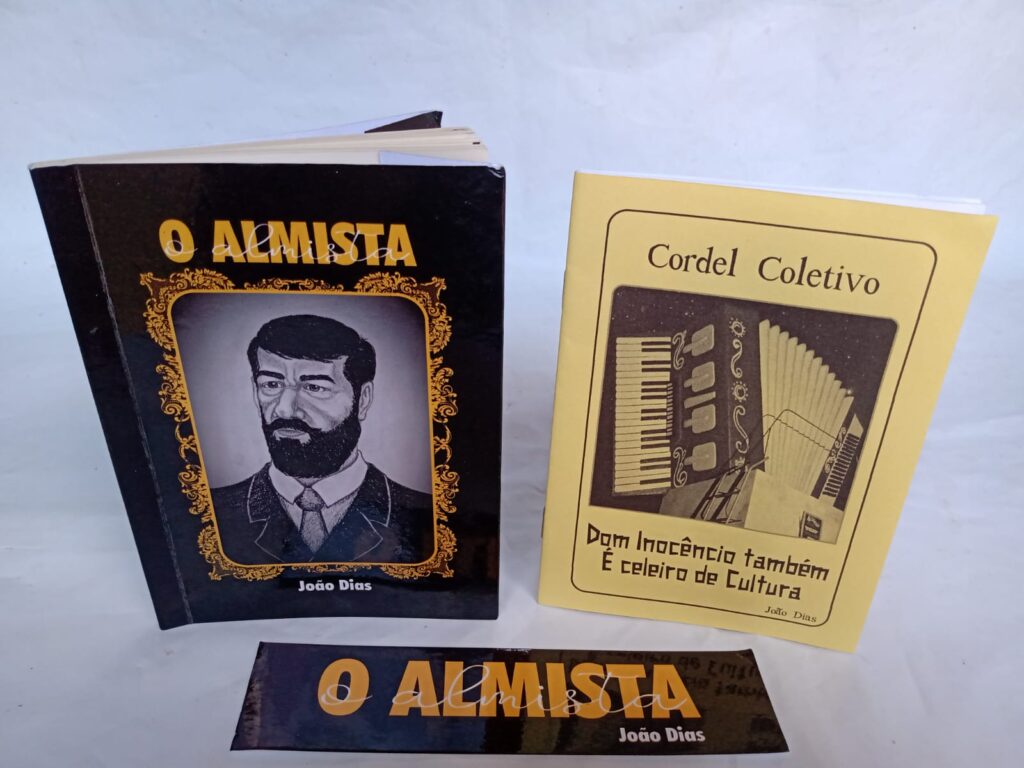 O ALMISTA
o almista
João Dias
Cordel Coletivo
Dom Inocêncio também
É celeiro de Cultura
João Dias
O ALMISTA
o almista
João Dias